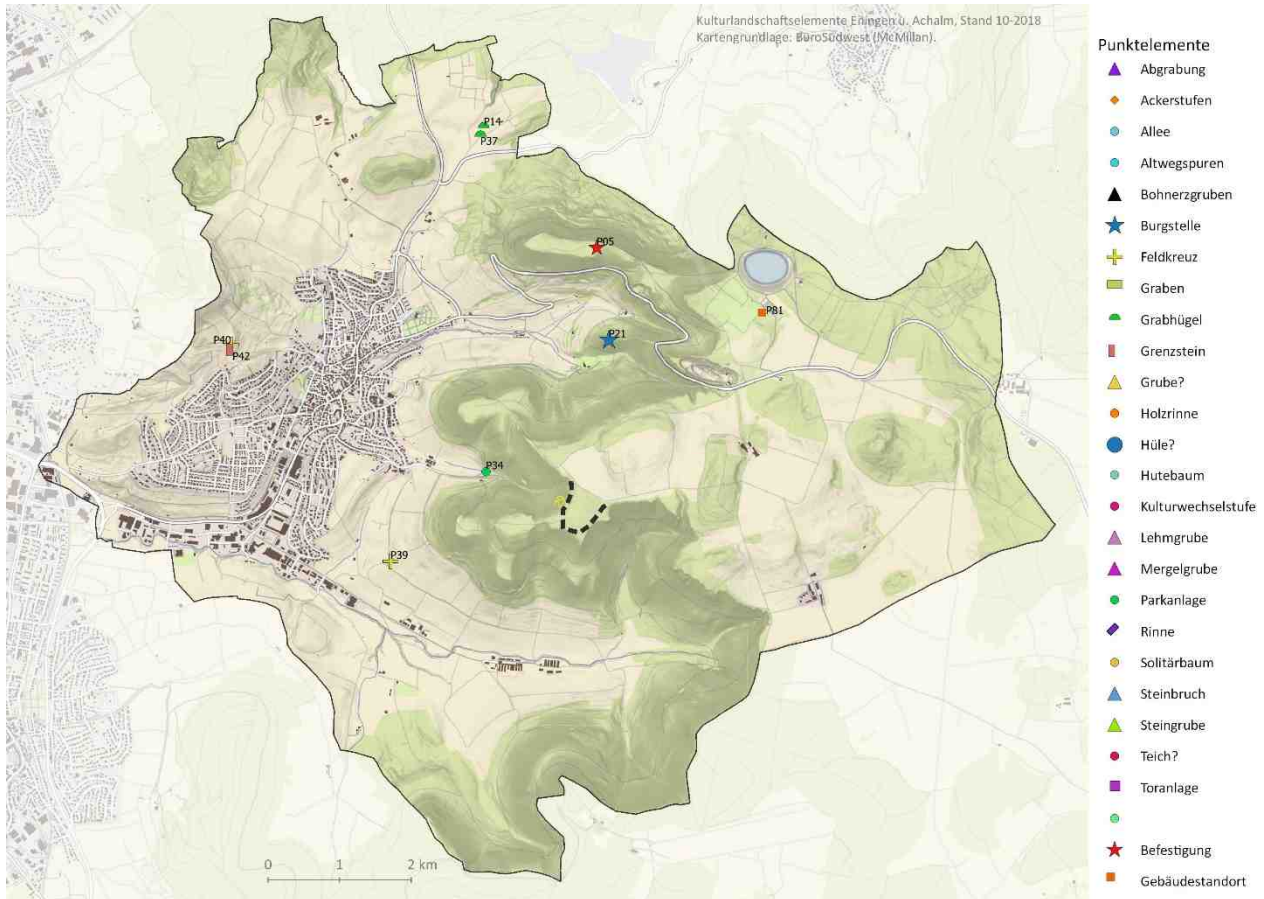 Kulturlandschaftselemente Eningen u. Achalm, Stand 10-2018
Kartengrundlage: BüroSüdwest (McMillan).
P14
P37
P05
P81
P21
P40
P42
P34
P39
0 1 2 km
Punktelemente
Abgrabung
Ackerstufen
Allee
Altwegspuren
Bohnerzgruben
Burgstelle
Feldkreuz
Graben
Grabhügel
Grenzstein
Grube?
Holzrinne
Hüle?
Hutebaum
Kulturwechselstufe
Lehmgrube
Mergelgrube
Parkanlage
Rinne
Solitärbaum
Steinbruch
Steingrube
Teich?
Toranlage
Befestigung
Gebäudestandort